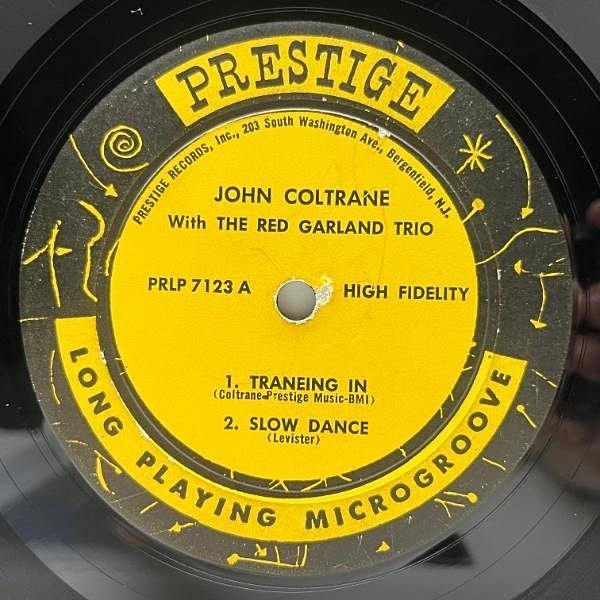 PRESTIGE
PRESTIGE RECORDS, Inc., 203 South Washington Ave., Bergenfield, N.J.
JOHN COLTRANE
With THE RED GARLAND TRIO
PRLP 7123 A
HIGH FIDELITY
1. TRANEING IN
(Coltrane-Prestige Music-BMI)
2. SLOW DANCE
(Levister)
LONG PLAYING MICROGROOVE